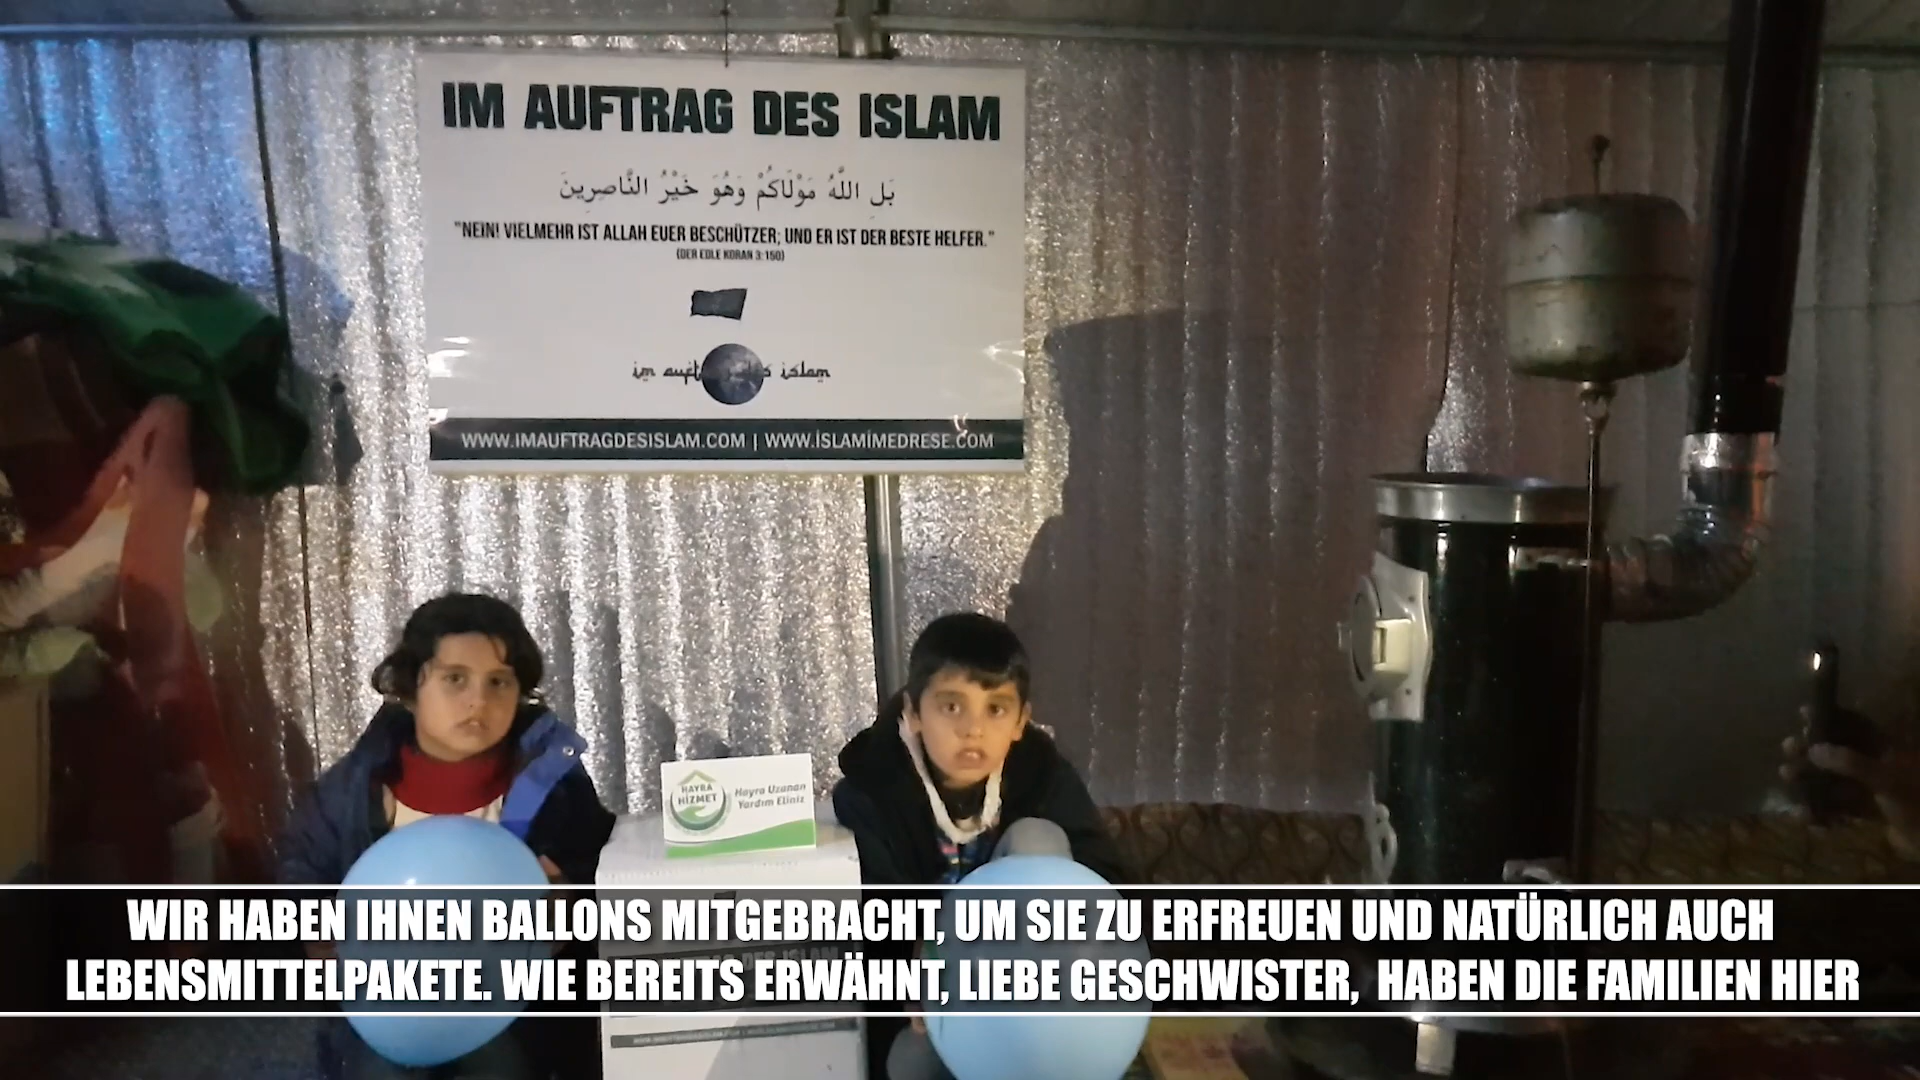 IM AUFTRAG DES ISLAM
بَلِ اللَّهُ مَوْلَاكُمْ وَهُوَ خَيْرُ النَّاصِرِينَ
"NEIN! VIELMEHR IST ALLAH EUER BESCHÜTZER; UND ER IST DER BESTE HELFER."
(DER EDLE KORAN 3:150)
im auft des islam
WWW.IMAUFTRAGDESISLAM.COM | WWW.İSLAMİMEDRESE.COM
HAYRA
HİZMET
Hayra Uzanan
Yardım Eliniz
WIR HABEN IHNEN BALLONS MITGEBRACHT, UM SIE ZU ERFREUEN UND NATÜRLICH AUCH
LEBENSMITTELPAKETE. WIE BEREITS ERWÄHNT, LIEBE GESCHWISTER, HABEN DIE FAMILIEN HIER